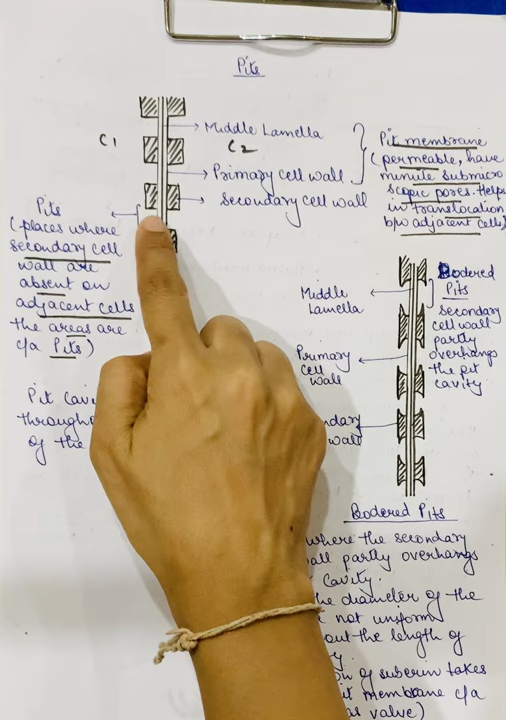 Pits
C1
Middle Lamella
C2
Primary cell wall
Secondary cell wall
Pit membrane
(permeable, have
minute submicro
scopic pores. Helps
in translocation
b/w adjacent cells)
Pits
(places where
secondary cell
wall are
absent on
adjacent cells
the areas are
c/a Pits)
Pit
throughout
of the
Middle
Lamella
Primary
cell
wall
wall
Bodered
Pits
secondary
cell wall
partly
overhangs
the pit
cavity
Bodered Pits
where the secondary
partly overhangs
cavity.
diameter of the
not uniform
the length of
of suberin takes
membrane c/a
as valve)